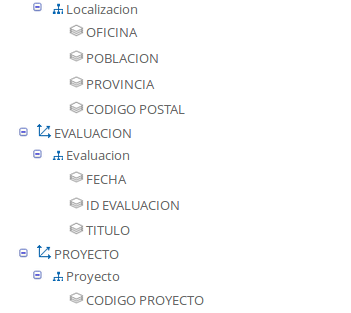 Localizacion
OFICINA
POBLACION
PROVINCIA
CODIGO POSTAL
EVALUACION
Evaluacion
FECHA
ID EVALUACION
TITULO
PROYECTO
Proyecto
CODIGO PROYECTO